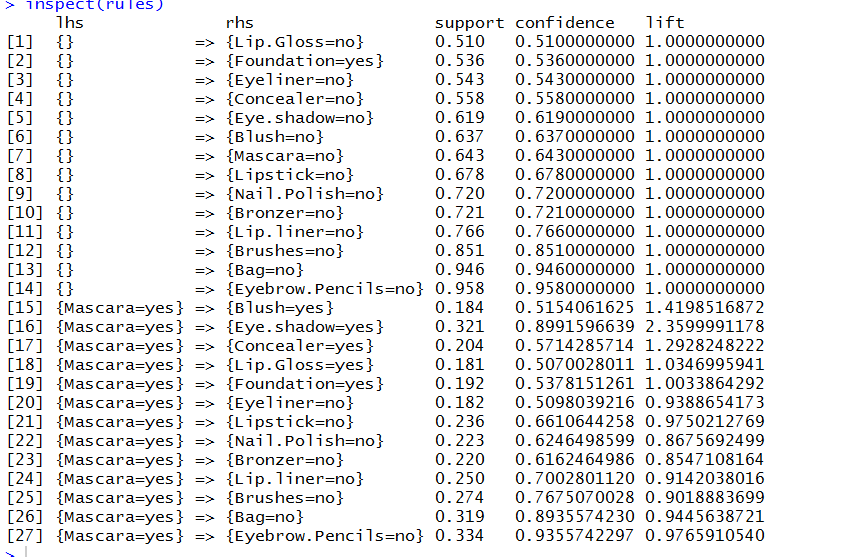 > inspect(rules)
lhs rhs support confidence lift
[1] {} => {Lip.Gloss=no} 0.510 0.5100000000 1.0000000000
[2] {} => {Foundation=yes} 0.536 0.5360000000 1.0000000000
[3] {} => {Eyeliner=no} 0.543 0.5430000000 1.0000000000
[4] {} => {Concealer=no} 0.558 0.5580000000 1.0000000000
[5] {} => {Eye.shadow=no} 0.619 0.6190000000 1.0000000000
[6] {} => {Blush=no} 0.637 0.6370000000 1.0000000000
[7] {} => {Mascara=no} 0.643 0.6430000000 1.0000000000
[8] {} => {Lipstick=no} 0.678 0.6780000000 1.0000000000
[9] {} => {Nail.Polish=no} 0.720 0.7200000000 1.0000000000
[10] {} => {Bronzer=no} 0.721 0.7210000000 1.0000000000
[11] {} => {Lip.liner=no} 0.766 0.7660000000 1.0000000000
[12] {} => {Brushes=no} 0.851 0.8510000000 1.0000000000
[13] {} => {Bag=no} 0.946 0.9460000000 1.0000000000
[14] {} => {Eyebrow.Pencils=no} 0.958 0.9580000000 1.0000000000
[15] {Mascara=yes} => {Blush=yes} 0.184 0.5154061625 1.4198516872
[16] {Mascara=yes} => {Eye.shadow=yes} 0.321 0.8991596639 2.3599991178
[17] {Mascara=yes} => {Concealer=yes} 0.204 0.5714285714 1.2928248222
[18] {Mascara=yes} => {Lip.Gloss=yes} 0.181 0.5070028011 1.0346995941
[19] {Mascara=yes} => {Foundation=yes} 0.192 0.5378151261 1.0033864292
[20] {Mascara=yes} => {Eyeliner=no} 0.182 0.5098039216 0.9388654173
[21] {Mascara=yes} => {Lipstick=no} 0.236 0.6610644258 0.9750212769
[22] {Mascara=yes} => {Nail.Polish=no} 0.223 0.6246498599 0.8675692499
[23] {Mascara=yes} => {Bronzer=no} 0.220 0.6162464986 0.8547108164
[24] {Mascara=yes} => {Lip.liner=no} 0.250 0.7002801120 0.9142038016
[25] {Mascara=yes} => {Brushes=no} 0.274 0.7675070028 0.9018883699
[26] {Mascara=yes} => {Bag=no} 0.319 0.8935574230 0.9445638721
[27] {Mascara=yes} => {Eyebrow.Pencils=no} 0.334 0.9355742297 0.9765910540
>